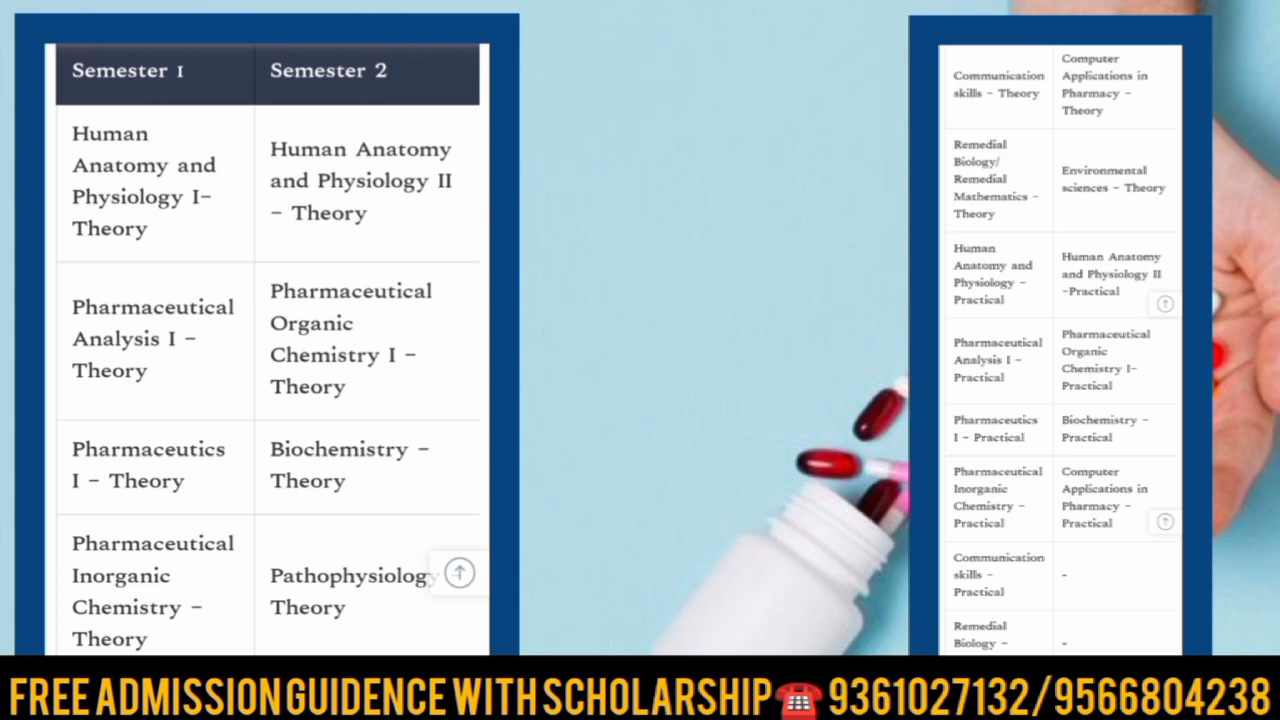 Semester 1
Semester 2
Human
Anatomy and
Physiology I–
Theory
Human Anatomy
and Physiology II
– Theory
Pharmaceutical
Analysis I –
Theory
Pharmaceutical
Organic
Chemistry I –
Theory
Pharmaceutics
I – Theory
Biochemistry –
Theory
Pharmaceutical
Inorganic
Chemistry –
Theory
Pathophysiology
Theory
Communication
skills – Theory
Computer
Applications in
Pharmacy –
Theory
Remedial
Biology/
Remedial
Mathematics –
Theory
Environmental
sciences – Theory
Human
Anatomy and
Physiology –
Practical
Human Anatomy
and Physiology II
–Practical
Pharmaceutical
Analysis I –
Practical
Pharmaceutical
Organic
Chemistry I–
Practical
Pharmaceutics
I – Practical
Biochemistry –
Practical
Pharmaceutical
Inorganic
Chemistry –
Practical
Computer
Applications in
Pharmacy –
Practical
Communication
skills –
Practical
-
Remedial
Biology –
-
FREE ADMISSION GUIDENCE WITH SCHOLARSHIP☎️ 9361027132/9566804238